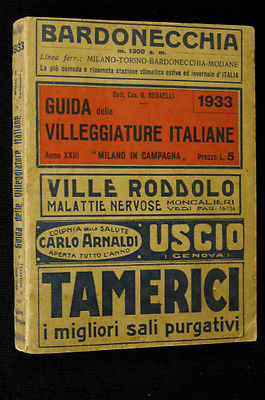 BARDONECCHIA
m. 1300 s. m.
Linea ferr.: MILANO-TORINO-BARDONECCHIA-MODANE
La più comoda e rinomata stazione climatica estiva ed invernale d'ITALIA
Dott. Cav. G. REDAELLI
1933
GUIDA delle
VILLEGGIATURE ITALIANE
Anno XXIII "MILANO IN CAMPAGNA" Prezzo L. 5
VILLE RODDOLO
MALATTIE NERVOSE
MONCALIERI
VEDI PAG. 16-134
COLONIA della SALUTE
CARLO ARNALDI
APERTA TUTTO L'ANNO
USCIO
(GENOVA)
TAMERICI
i migliori sali purgativi
1933
Guida delle Villeggiature Italiane